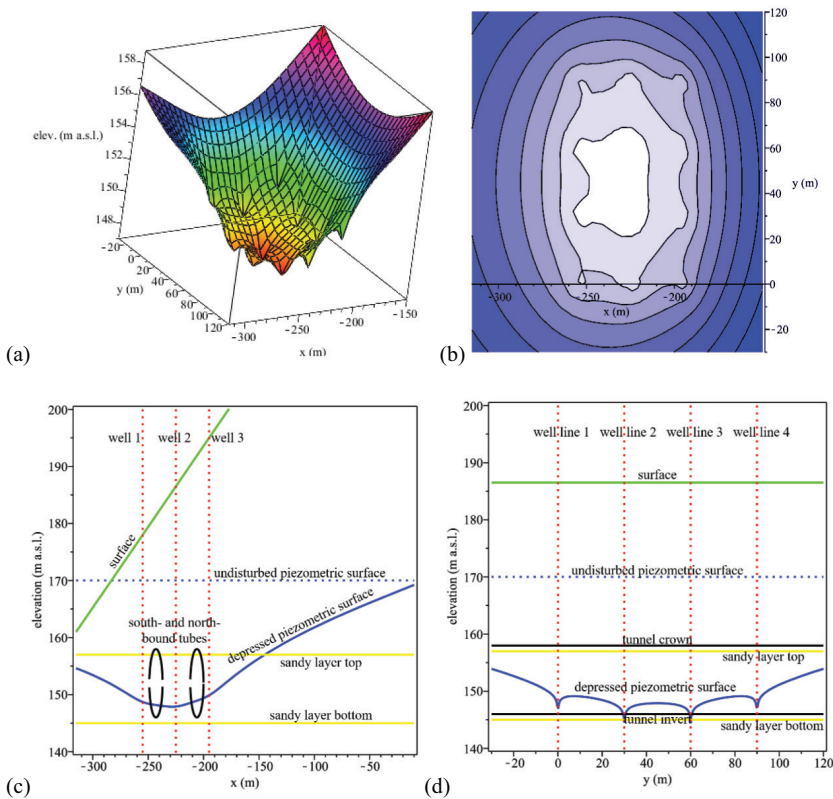 158
156
elev. (m a.s.l.)
154
152
150
148
-20
0
20
40
60
80
100
120
y (m)
-300
-250
-200
-150
x (m)
(a)
120
100
80
60
y (m)
40
20
0
-20
-300
-250
-200
x (m)
(b)
200
190
180
170
160
150
140
elevation (m a.s.l.)
well 1
well 2
well 3
surface
undisturbed piezometric surface
south- and north-
bound tubes
depressed piezometric surface
sandy layer top
sandy layer bottom
-300
-250
-200
-150
-100
-50
0
x (m)
(c)
200
190
180
170
160
150
140
elevation (m a.s.l.)
well line 1
well line 2
well line 3
well line 4
surface
undisturbed piezometric surface
tunnel crown
sandy layer top
depressed piezometric surface
tunnel invert
sandy layer bottom
-20
0
20
40
60
80
100
120
y (m)
(d)